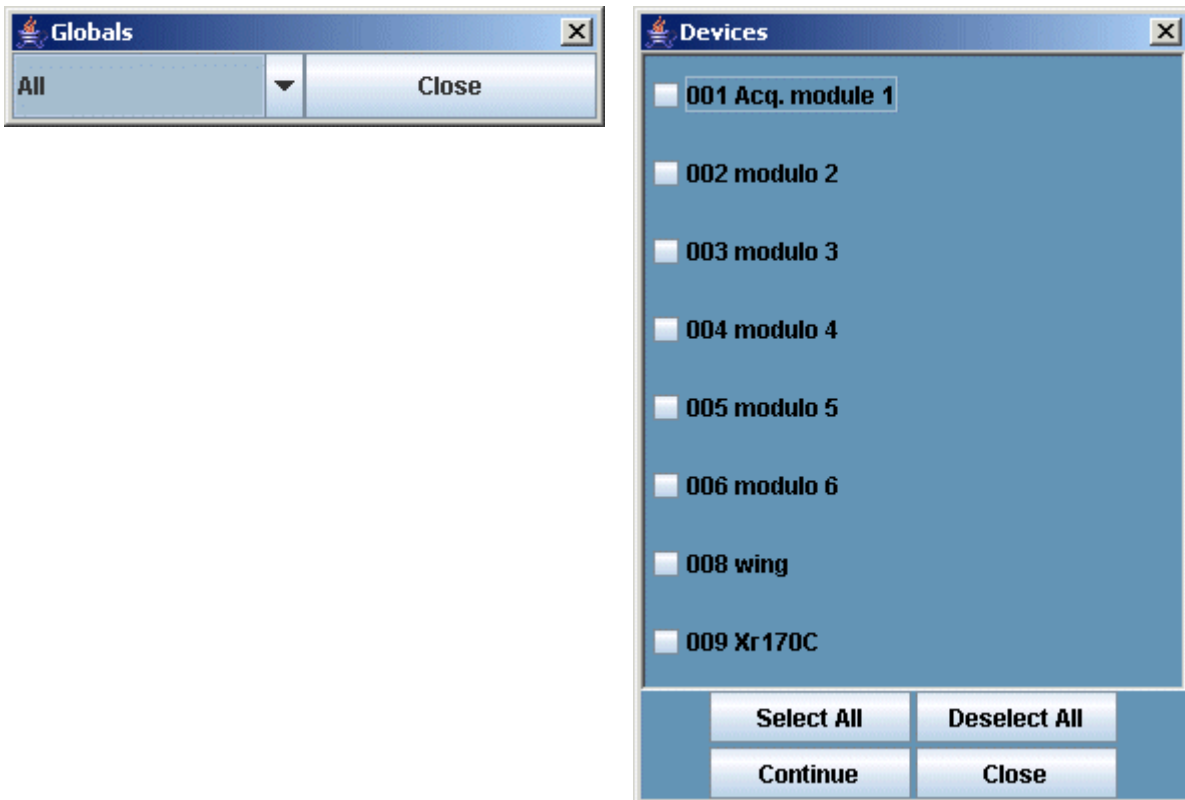 Globals
All
Close
Devices
001 Acq. module 1
002 modulo 2
003 modulo 3
004 modulo 4
005 modulo 5
006 modulo 6
008 wing
009 Xr170C
Select All
Deselect All
Continue
Close